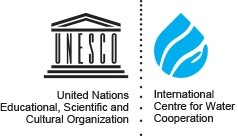 UNESCO
United Nations
Educational, Scientific and
Cultural Organization
International
Centre for Water
Cooperation